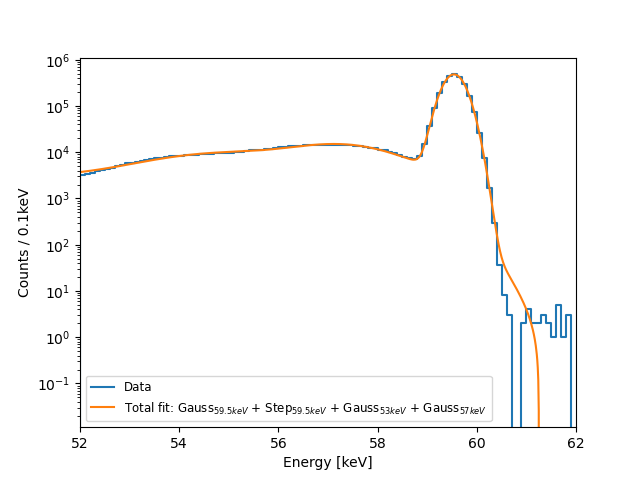 10⁶
10⁵
10⁴
10³
10²
10¹
10⁰
10⁻¹
Counts / 0.1keV
Data
Total fit: Gauss₅₉.₅ₖₑᵥ + Step₅₉.₅ₖₑᵥ + Gauss₅₃ₖₑᵥ + Gauss₅₇ₖₑᵥ
52 54 56 58 60 62
Energy [keV]